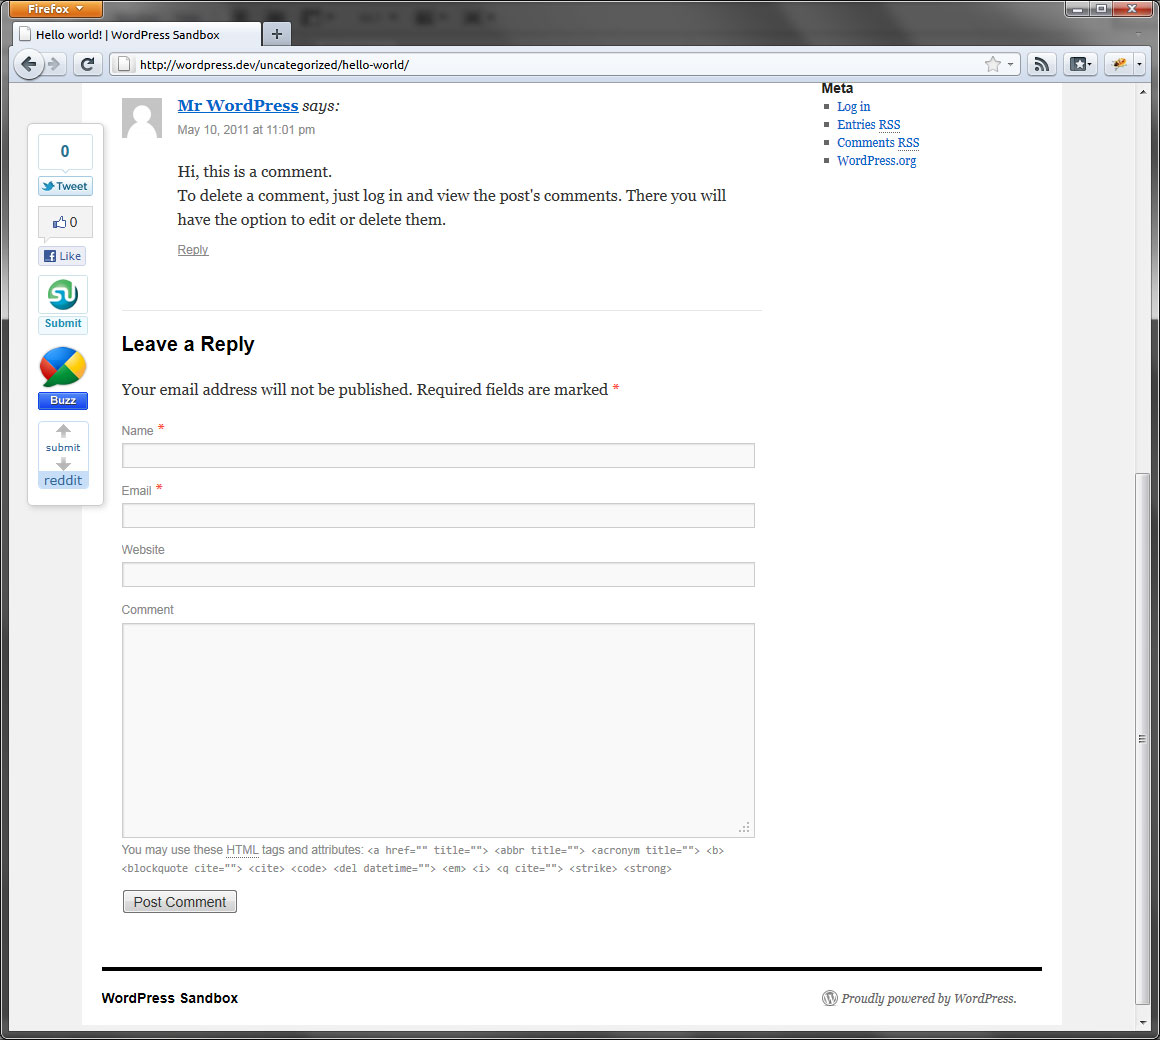 Firefox
Hello world! | WordPress Sandbox
http://wordpress.dev/uncategorized/hello-world/
Mr WordPress says:
May 10, 2011 at 11:01 pm
Hi, this is a comment.
To delete a comment, just log in and view the post's comments. There you will
have the option to edit or delete them.
Reply
Meta
Log in
Entries RSS
Comments RSS
WordPress.org
0
Tweet
0
Like
SU
Submit
Buzz
submit
reddit
Leave a Reply
Your email address will not be published. Required fields are marked *
Name *
Email *
Website
Comment
You may use these HTML tags and attributes: <a href="" title=""> <abbr title=""> <acronym title=""> <b>
<blockquote cite=""> <cite> <code> <del datetime=""> <em> <i> <q cite=""> <strike> <strong>
Post Comment
WordPress Sandbox
Proudly powered by WordPress.